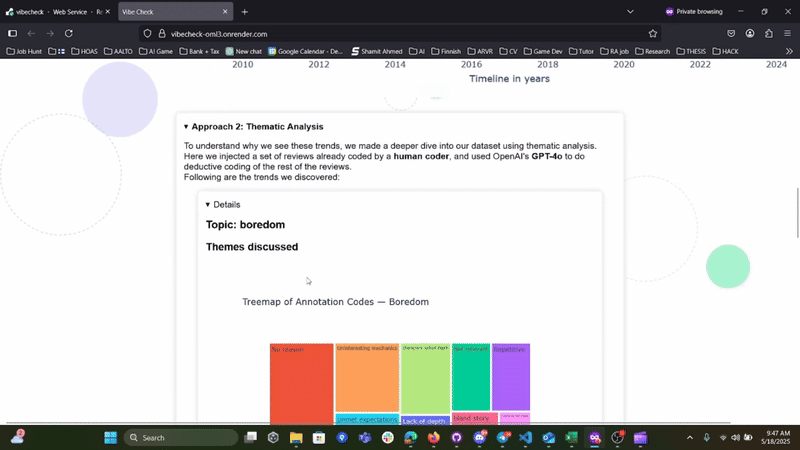 vibecheck · Web Service · R
Vibe Check
Private browsing
vibecheck-oml3.onrender.com
Job Hunt
HOAS
AALTO
AI Game
Bank + Tax
New chat
Google Calendar - De...
Shamit Ahmed
AI
Finnish
ARVR
CV
Game Dev
Tutor
RA job
Research
THESIS
HACK
2010 2012 2014 2016 2018 2020 2022 2024
Timeline in years
Approach 2: Thematic Analysis
To understand why we see these trends, we made a deeper dive into our dataset using thematic analysis.
Here we injected a set of reviews already coded by a human coder, and used OpenAI's GPT-4o to do
deductive coding of the rest of the reviews.
Following are the trends we discovered:
Details
Topic: boredom
Themes discussed
Treemap of Annotation Codes — Boredom
No reason
Uninteresting mechanics
Repetitive
unmet expectations
Lack of depth
bland story
Search
9:47 AM
5/18/2025